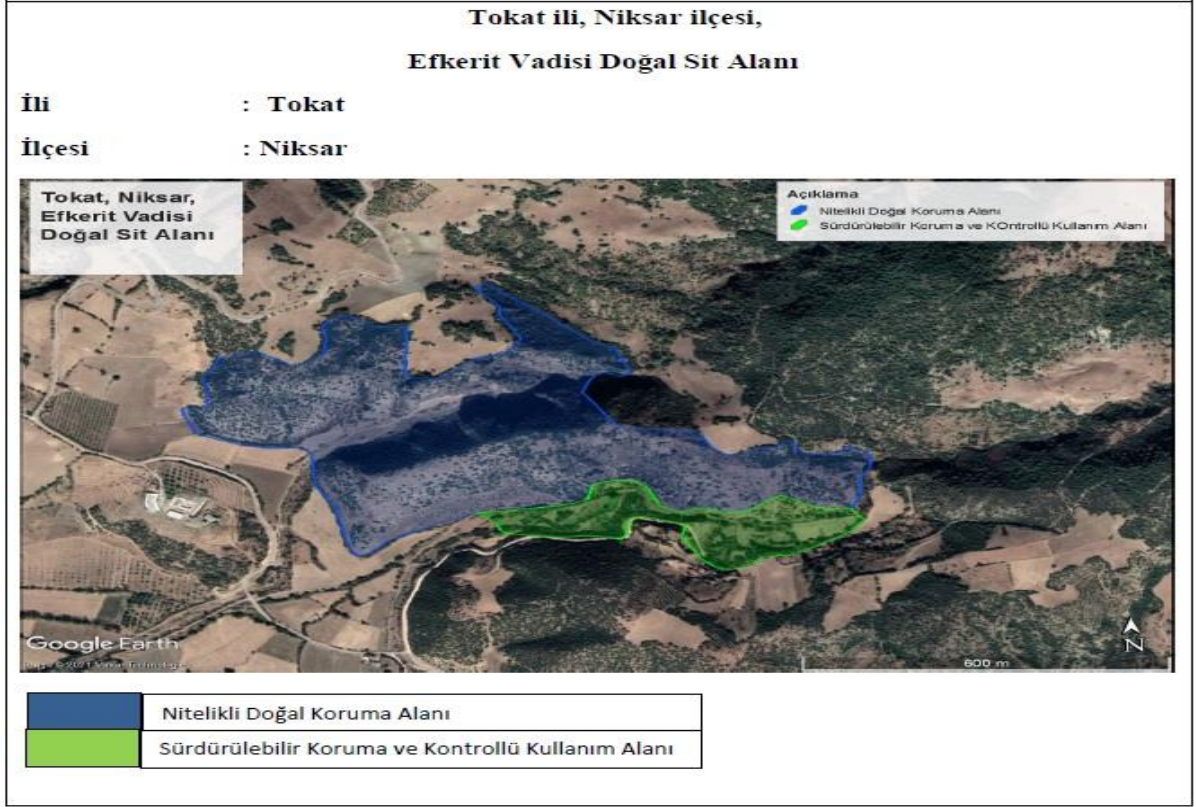 Tokat ili, Niksar ilçesi,
Efkerit Vadisi Doğal Sit Alanı
İli : Tokat
İlçesi : Niksar
Tokat, Niksar,
Efkerit Vadisi
Doğal Sit Alanı
Açıklama
Nitelikli Doğal Koruma Alanı
Sürdürülebilir Koruma ve KOntrollü Kullanım Alanı
Google Earth
600 m
N
Nitelikli Doğal Koruma Alanı
Sürdürülebilir Koruma ve Kontrollü Kullanım Alanı